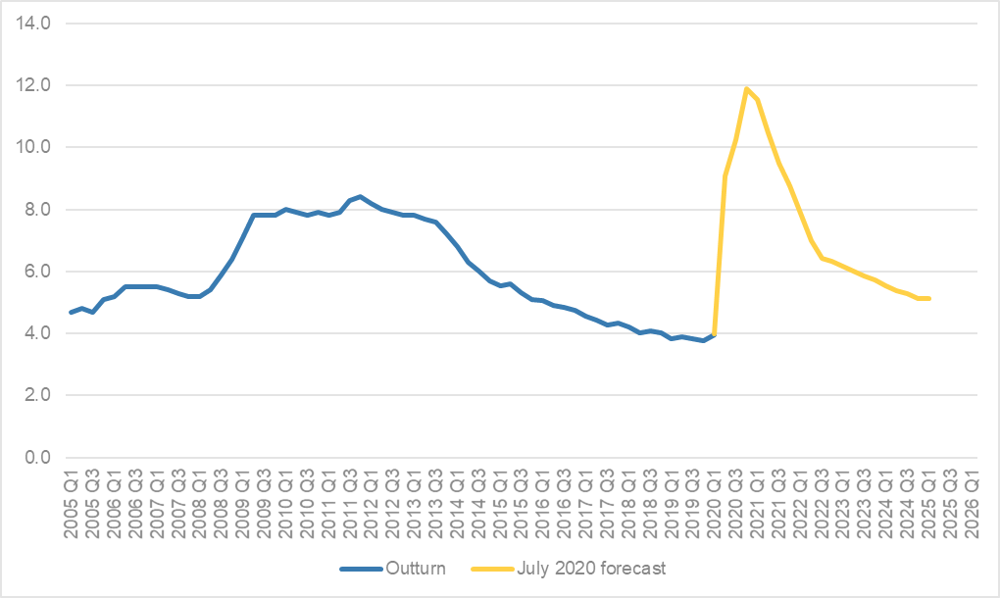 14.0
12.0
10.0
8.0
6.0
4.0
2.0
0.0
2005 Q1
2005 Q3
2006 Q1
2006 Q3
2007 Q1
2007 Q3
2008 Q1
2008 Q3
2009 Q1
2009 Q3
2010 Q1
2010 Q3
2011 Q1
2011 Q3
2012 Q1
2012 Q3
2013 Q1
2013 Q3
2014 Q1
2014 Q3
2015 Q1
2015 Q3
2016 Q1
2016 Q3
2017 Q1
2017 Q3
2018 Q1
2018 Q3
2019 Q1
2019 Q3
2020 Q1
2020 Q3
2021 Q1
2021 Q3
2022 Q1
2022 Q3
2023 Q1
2023 Q3
2024 Q1
2024 Q3
2025 Q1
2025 Q3
2026 Q1
Outturn
July 2020 forecast